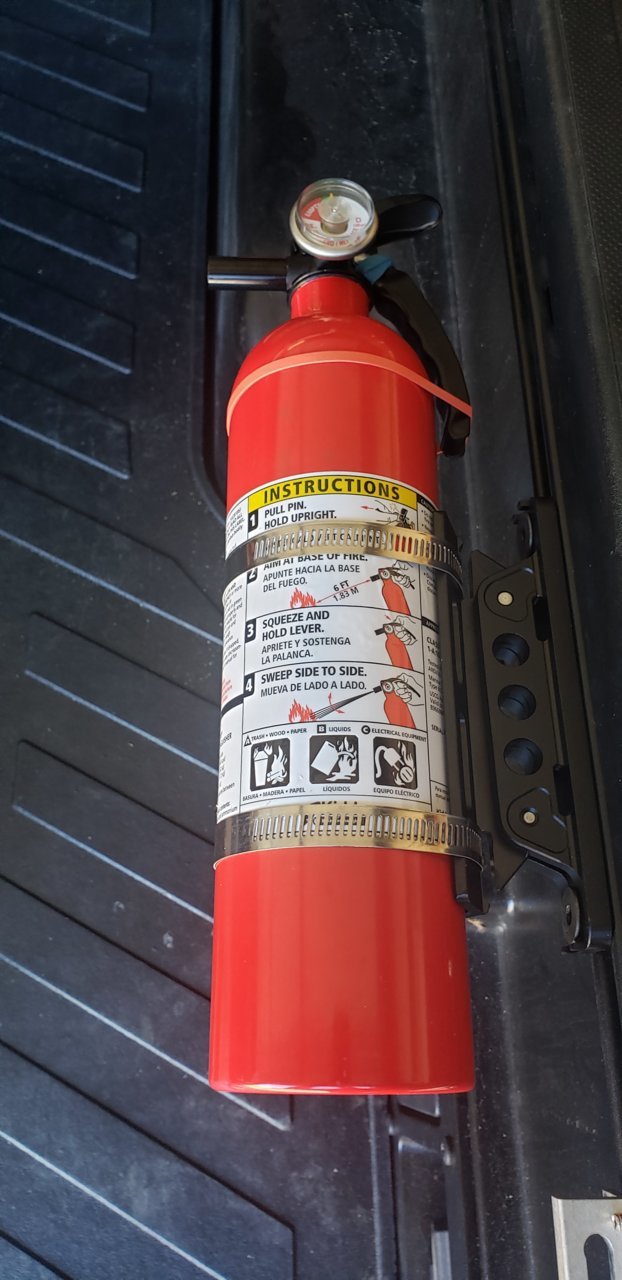 INSTRUCTIONS
1 PULL PIN.
HOLD UPRIGHT.
2 AIM AT BASE OF FIRE.
APUNTE HACIA LA BASE
DEL FUEGO.
6 FT
1.83 M
3 SQUEEZE AND
HOLD LEVER.
APRIETE Y SOSTENGA
LA PALANCA.
4 SWEEP SIDE TO SIDE.
MUEVA DE LADO A LADO.
A TRASH • WOOD • PAPER
B LIQUIDS
C ELECTRICAL EQUIPMENT
BASURA • MADERA • PAPEL
LÍQUIDOS
EQUIPO ELÉCTRICO